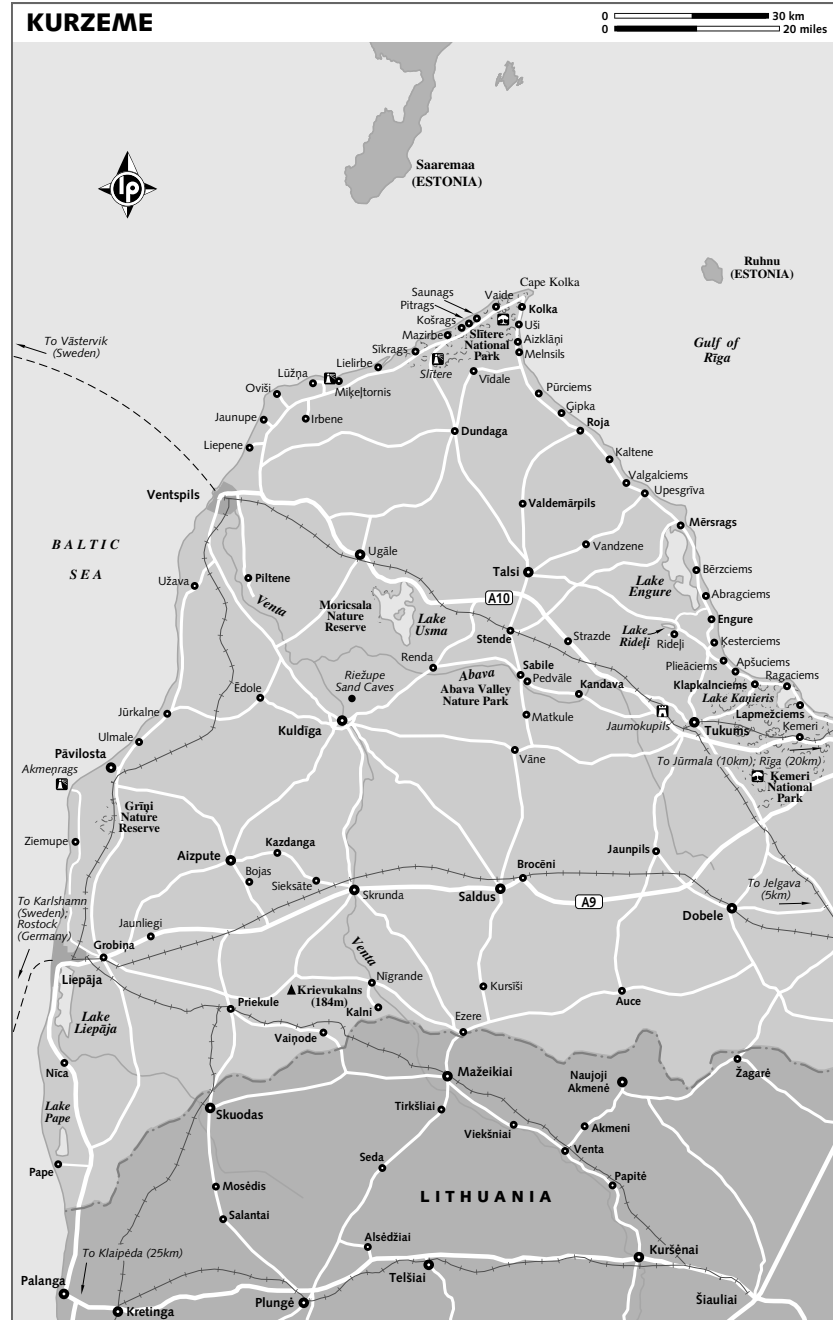 KURZEME
0 30 km
0 20 miles
lp
Saaremaa
(ESTONIA)
Ruhnu
(ESTONIA)
Cape Kolka
Saunags
Vaide
Pitrags
Kolka
Košrags
Uši
Mazirbe
Slītere
National
Park
Aizklāņi
Sīkrags
Melnsils
Gulf of
Rīga
To Västervik
(Sweden)
Lielirbe
Slītere
Vīdale
Lūžņa
Miķeļtornis
Oviši
Pūrciems
Ģipka
Jaunupe
Irbene
Roja
Dundaga
Liepene
Kaltene
Valgalciems
Upesgrīva
Ventspils
Valdemārpils
Mērsrags
BALTIC
SEA
Ugāle
Vandzene
Talsi
Bērzciems
Piltene
Užava
Lake
Engure
Abragciems
Venta
Moricsala
Nature
Reserve
Lake
Usma
A10
Engure
Stende
Strazde
Lake
Rideļi
Rideļi
Ķesterciems
Renda
Sabile
Plieāciems
Apšuciems
Riežupe
Sand Caves
Abava
Pedvāle
Abava Valley
Nature Park
Kandava
Klapkalnciems
Ragaciems
Ēdole
Lake Kaņieris
Jūrkalne
Matkule
Lapmežciems
Kuldīga
Jaumokupils
Tukums
Ķemeri
Ulmale
Vāne
Pāvilosta
To Jūrmala (10km); Rīga (20km)
Akmeņrags
Ķemeri
National
Park
Grīņi
Nature
Reserve
Ziemupe
Kazdanga
Jaunpils
Aizpute
Bojas
Sieksāte
Brocēni
Skrunda
Saldus
To Jelgava
(5km)
A9
To Karlshamn
(Sweden);
Rostock
(Germany)
Dobele
Jaunliegi
Grobiņa
Venta
Liepāja
Nīgrande
Krievukalns
(184m)
Kursīši
Auce
Priekule
Kalni
Lake
Liepāja
Ezere
Vaiņode
Nīca
Mažeikiai
Naujoji
Akmenė
Žagarė
Skuodas
Tirkšliai
Lake
Pape
Viekšniai
Akmeni
Venta
Seda
Pape
Papitė
Mosėdis
LITHUANIA
Salantai
Alsėdžiai
To Klaipėda (25km)
Kuršėnai
Telšiai
Palanga
Plungė
Šiauliai
Kretinga